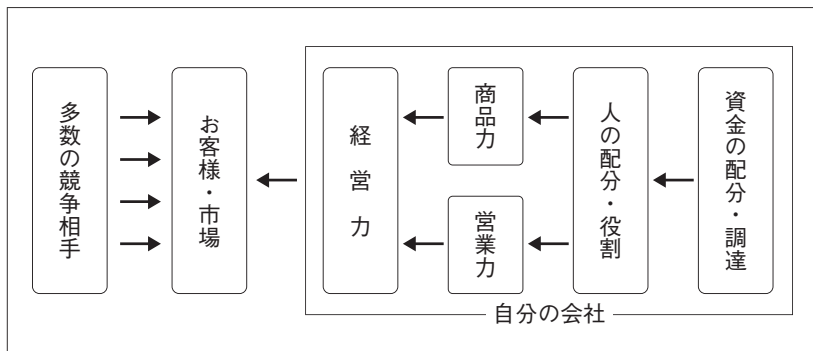 多数の競争相手
お客様・市場
経営力
商品力
営業力
人の配分・役割
資金の配分・調達
自分の会社